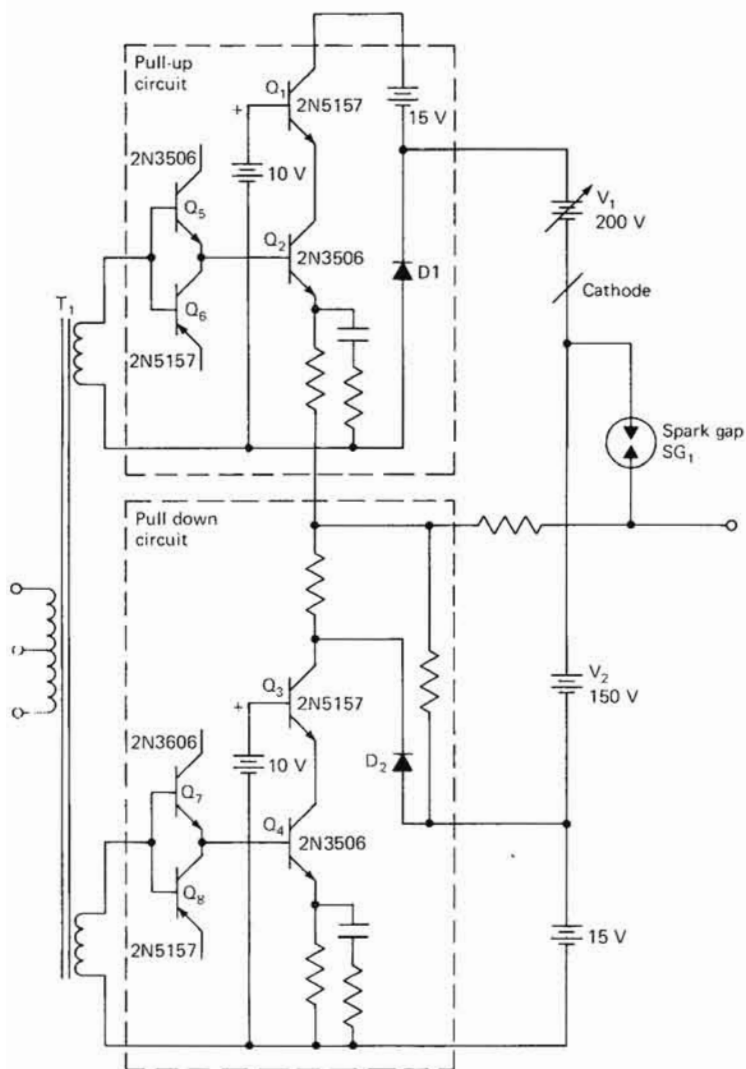 Pull-up
circuit
Q1
2N5157
+
15 V
2N3506
10 V
V1
200 V
Q5
Q2
2N3506
D1
Cathode
T1
Q6
2N5157
Spark gap
SG1
Pull down
circuit
Q3
2N5157
V2
150 V
+
2N3606
10 V
D2
Q7
Q4
2N3506
Q8
15 V
2N5157